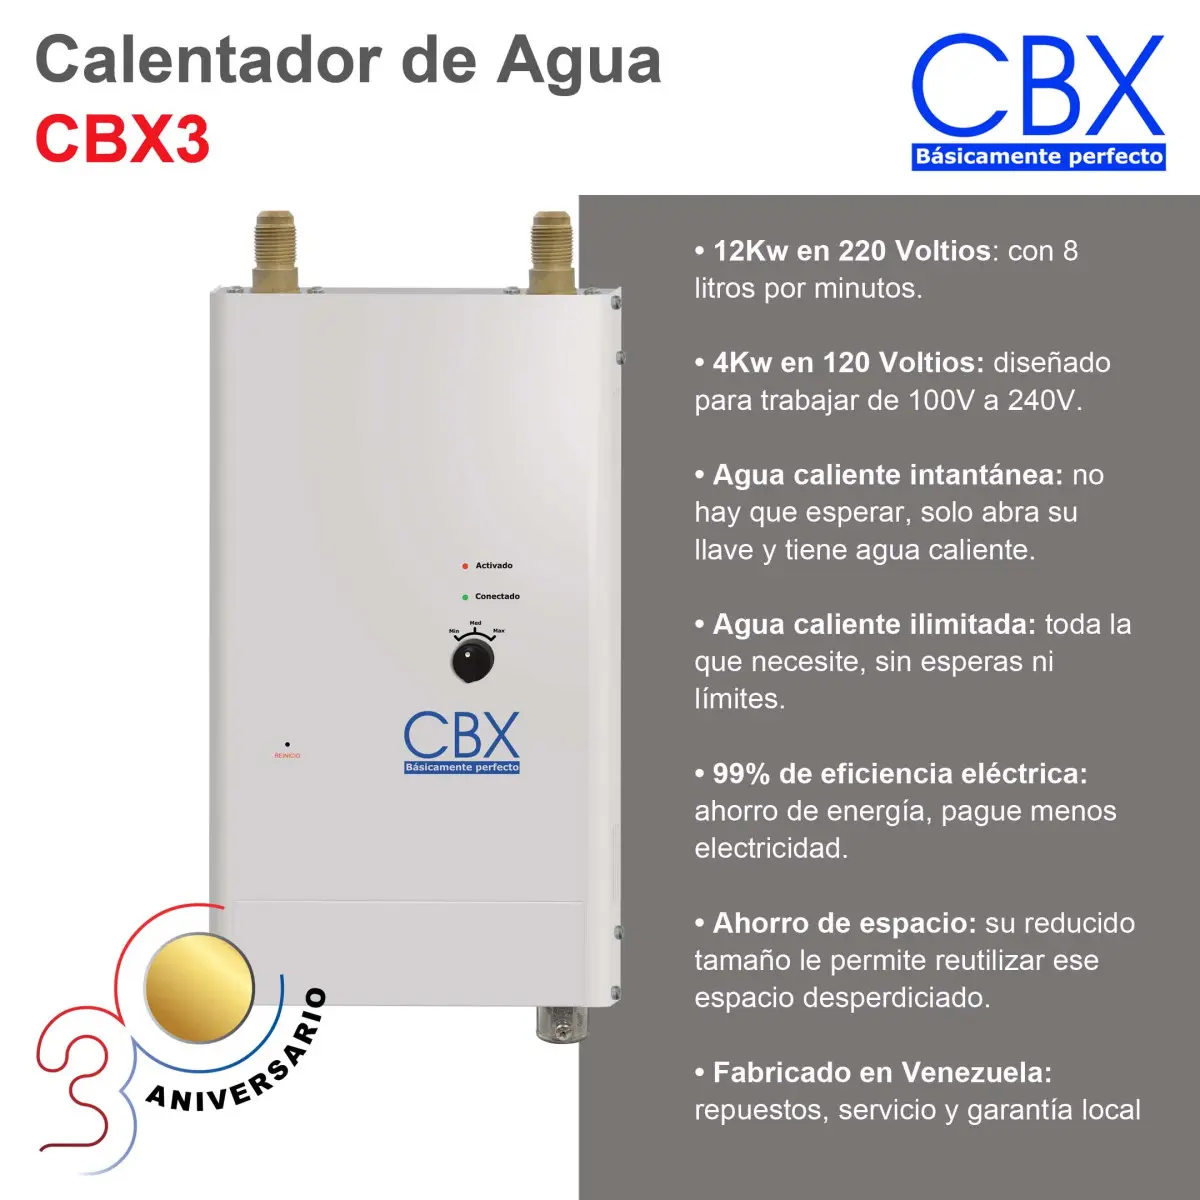 Calentador de Agua
CBX3
CBX
Básicamente perfecto
• 12Kw en 220 Voltios: con 8
litros por minutos.
• 4Kw en 120 Voltios: diseñado
para trabajar de 100V a 240V.
• Agua caliente intantánea: no
hay que esperar, solo abra su
llave y tiene agua caliente.
• Agua caliente ilimitada: toda la
que necesite, sin esperas ni
límites.
• 99% de eficiencia eléctrica:
ahorro de energía, pague menos
electricidad.
• Ahorro de espacio: su reducido
tamaño le permite reutilizar ese
espacio desperdiciado.
• Fabricado en Venezuela:
repuestos, servicio y garantía local
Activado
Conectado
Min Med Max
CBX
Básicamente perfecto
REINICIO
30
ANIVERSARIO